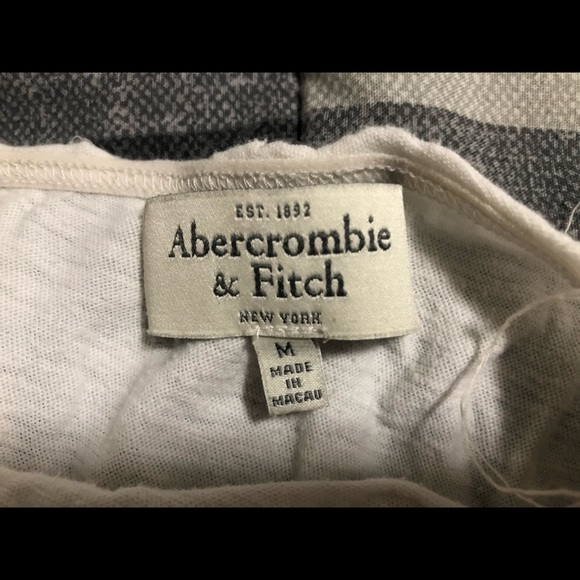 EST. 1892
Abercrombie
& Fitch
NEW YORK
M
MADE
IN
MACAU